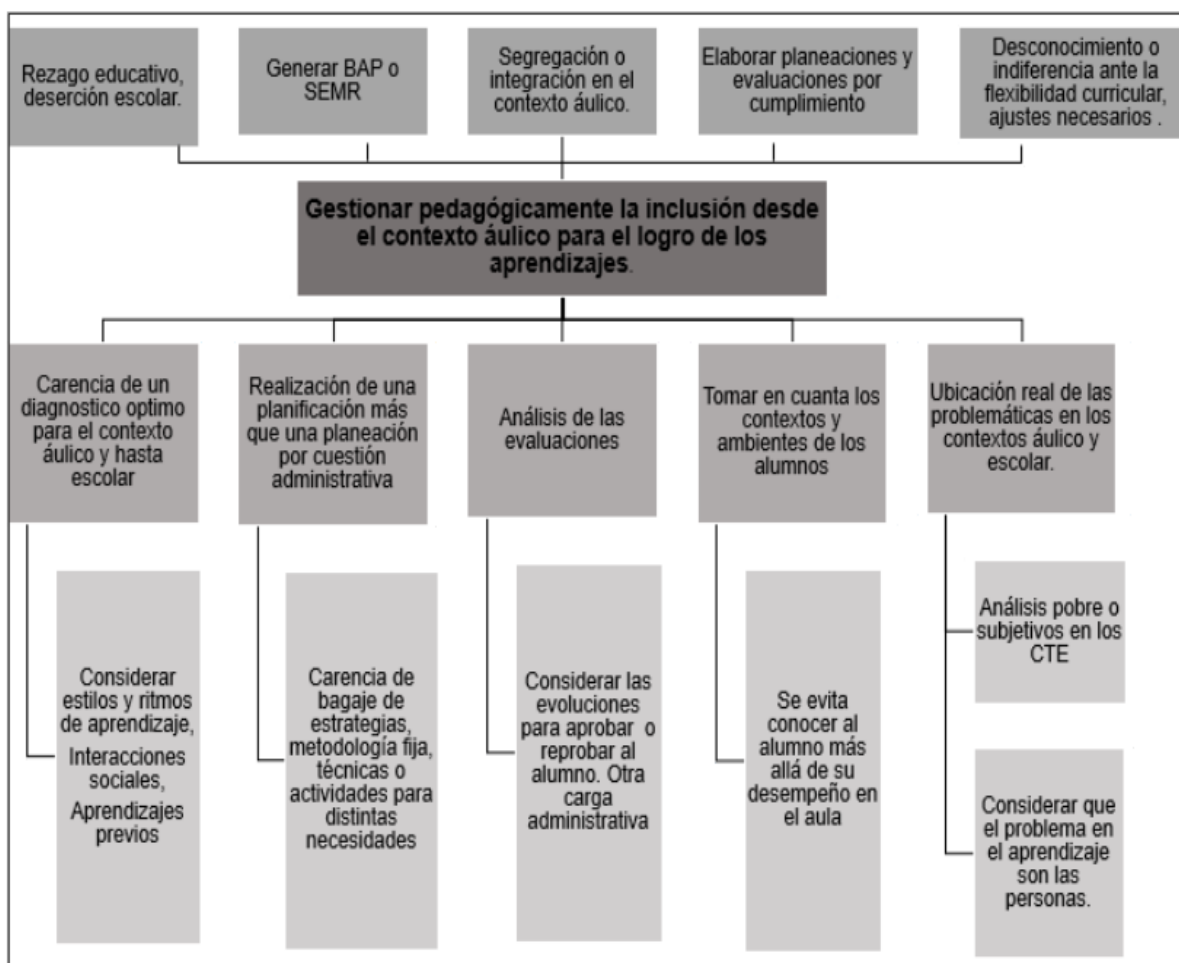 Rezago educativo,
deserción escolar.
Generar BAP o
SEMR
Segregación o
integración en el
contexto áulico.
Elaborar planeaciones y
evaluaciones por
cumplimiento
Desconocimiento o
indiferencia ante la
flexibilidad curricular,
ajustes necesarios .
Gestionar pedagógicamente la inclusión desde
el contexto áulico para el logro de los
aprendizajes.
Carencia de un
diagnostico optimo
para el contexto
áulico y hasta
escolar
Realización de una
planificación más
que una planeación
por cuestión
administrativa
Análisis de las
evaluaciones
Tomar en cuanta los
contextos y
ambientes de los
alumnos
Ubicación real de las
problemáticas en los
contextos áulico y
escolar.
Considerar
estilos y ritmos
de aprendizaje,
Interacciones
sociales,
Aprendizajes
previos
Carencia de
bagaje de
estrategias,
metodología fija,
técnicas o
actividades para
distintas
necesidades
Considerar las
evoluciones
para aprobar o
reprobar al
alumno. Otra
carga
administrativa
Se evita
conocer al
alumno más
allá de su
desempeño en
el aula
Análisis pobre o
subjetivos en los
CTE
Considerar que
el problema en
el aprendizaje
son las
personas.